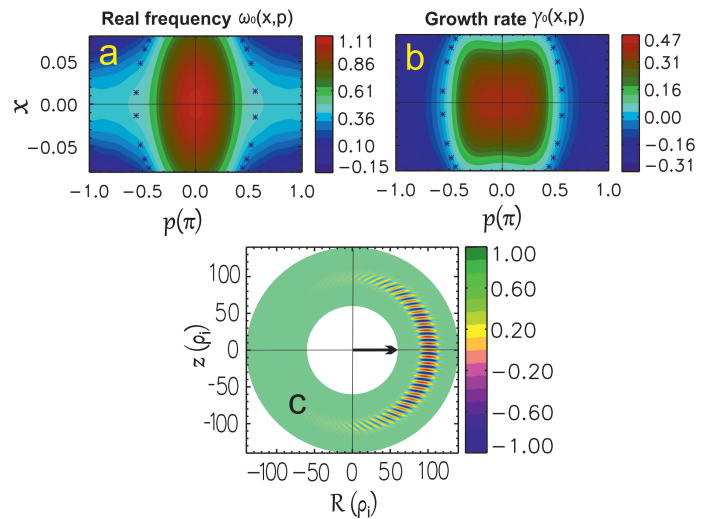 Real frequency ω₀(x,p)
Growth rate γ₀(x,p)
a
b
0.05
0.00
-0.05
x
1.11
0.86
0.61
0.36
0.10
-0.15
0.47
0.31
0.16
0.00
-0.16
-0.31
-1.0 -0.5 0.0 0.5 1.0
-1.0 -0.5 0.0 0.5 1.0
p(π)
p(π)
100
50
0
-50
-100
z (ρᵢ)
c
1.00
0.60
0.20
-0.20
-0.60
-1.00
-100 -50 0 50 100
R (ρᵢ)